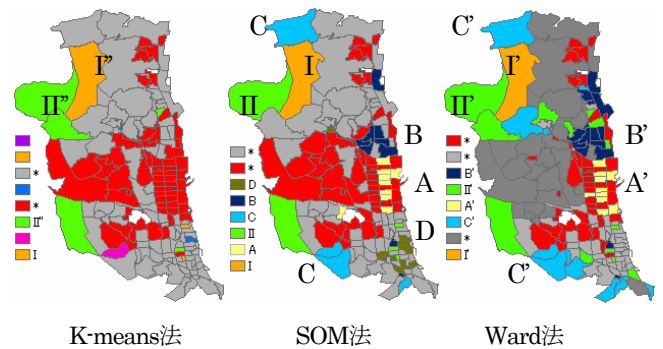 C
C'
I"
I
I'
II"
II
II'
B
B'
A
A'
D
*
*
II"
I
*
*
D
B
C
II
A
I
*
*
B'
II'
A'
C'
*
I'
C
C'
K-means法 SOM法 Ward法